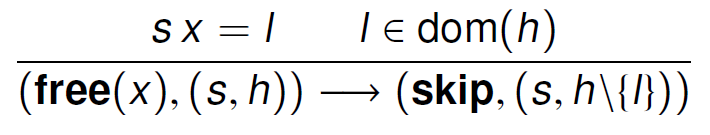 s x = l l ∈ dom(h)
(free(x), (s, h)) ⟶ (skip, (s, h\{l}))